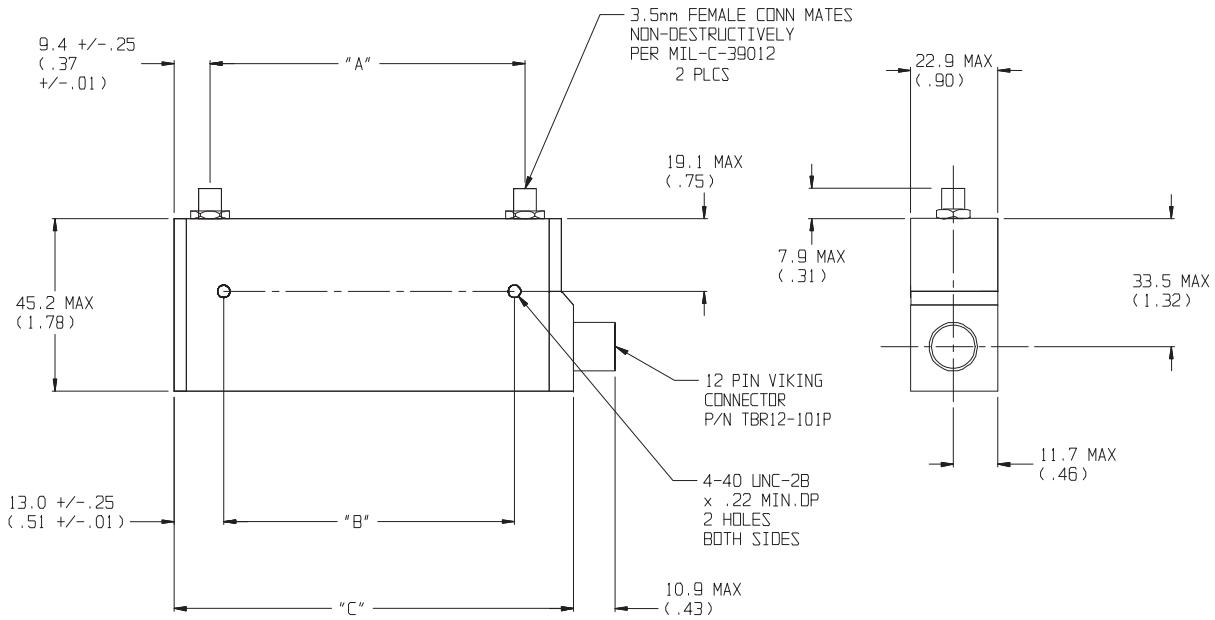 3.5mm FEMALE CONN MATES
NON-DESTRUCTIVELY
PER MIL-C-39012
2 PLCS
9.4 +/-.25
(.37
+/-.01)
"A"
22.9 MAX
(.90)
19.1 MAX
(.75)
7.9 MAX
(.31)
33.5 MAX
(1.32)
45.2 MAX
(1.78)
12 PIN VIKING
CONNECTOR
P/N TBR12-101P
11.7 MAX
(.46)
4-40 UNC-2B
x .22 MIN.DP
2 HOLES
BOTH SIDES
13.0 +/-.25
(.51 +/-.01)
"B"
10.9 MAX
(.43)
"C"